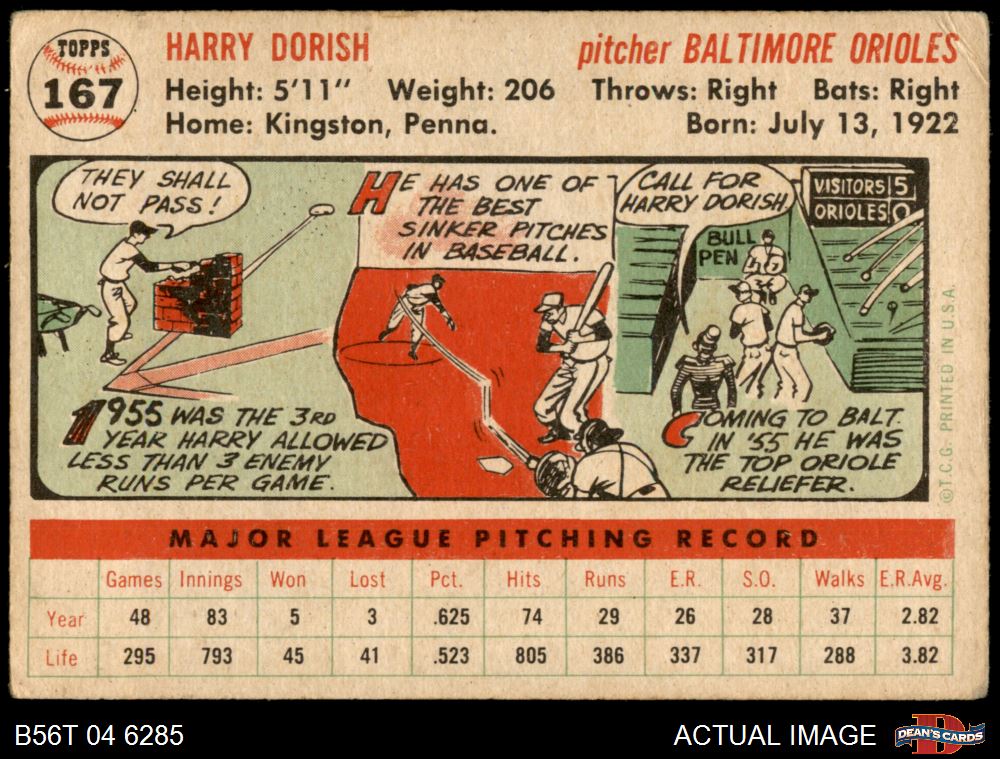 TOPPS
167
HARRY DORISH
pitcher BALTIMORE ORIOLES
Height: 5'11" Weight: 206 Throws: Right Bats: Right
Home: Kingston, Penna. Born: July 13, 1922
THEY SHALL
NOT PASS!
1955 WAS THE 3RD
YEAR HARRY ALLOWED
LESS THAN 3 ENEMY
RUNS PER GAME.
HE HAS ONE OF
THE BEST
SINKER PITCHES
IN BASEBALL.
CALL FOR
HARRY DORISH.
VISITORS 5
ORIOLES 0
BULL
PEN
COMING TO BALT.
IN '55 HE WAS
THE TOP ORIOLE
RELIEFER.
©T.C.G. PRINTED IN U.S.A.
MAJOR LEAGUE PITCHING RECORD
Games Innings Won Lost Pct. Hits Runs E.R. S.O. Walks E.R.Avg.
Year 48 83 5 3 .625 74 29 26 28 37 2.82
Life 295 793 45 41 .523 805 386 337 317 288 3.82
B56T 04 6285
ACTUAL IMAGE
DEAN'S CARDS